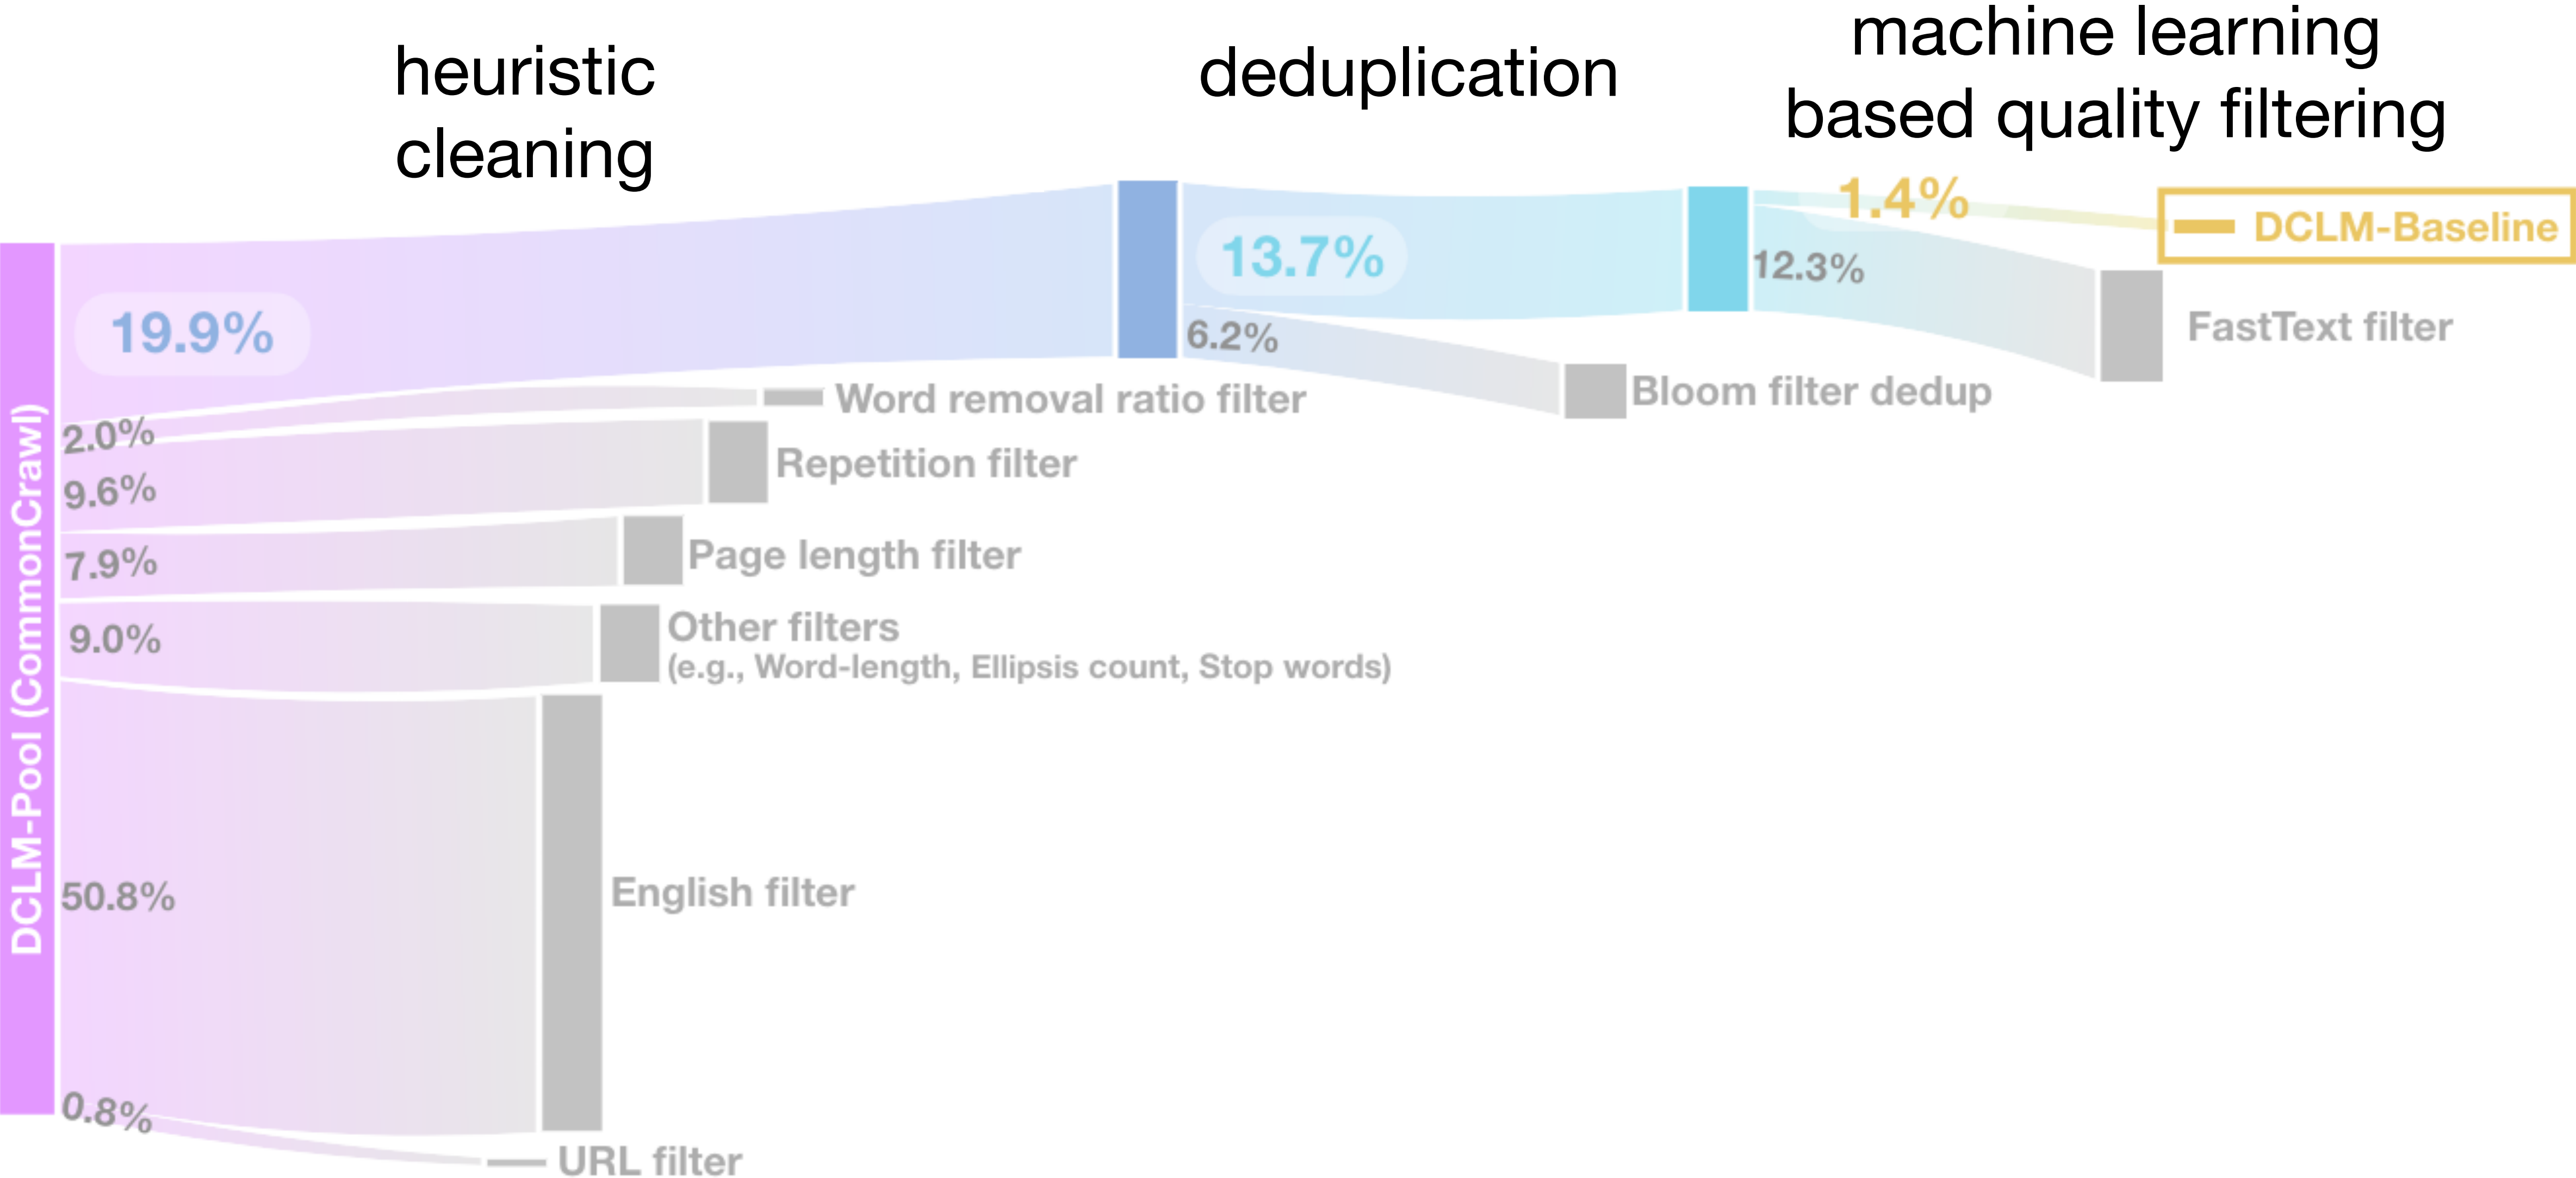 heuristic
cleaning
deduplication
machine learning
based quality filtering
DCLM-Pool (CommonCrawl)
19.9%
2.0%
9.6%
7.9%
9.0%
50.8%
0.8%
Word removal ratio filter
Repetition filter
Page length filter
Other filters
(e.g., Word-length, Ellipsis count, Stop words)
English filter
URL filter
13.7%
6.2%
Bloom filter dedup
1.4%
12.3%
DCLM-Baseline
FastText filter